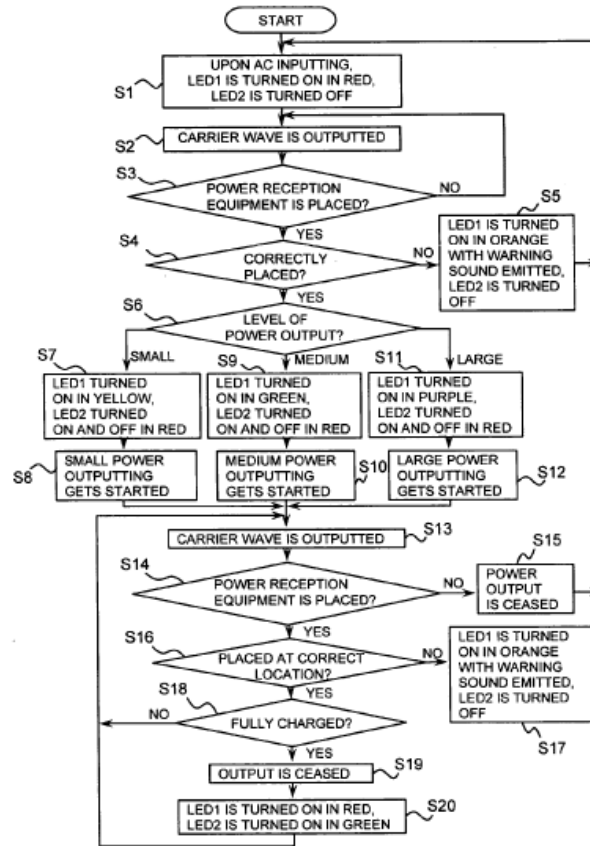 START
S1
UPON AC INPUTTING,
LED1 IS TURNED ON IN RED,
LED2 IS TURNED OFF
S2
CARRIER WAVE IS OUTPUTTED
S3
POWER RECEPTION
EQUIPMENT IS PLACED?
NO
YES
S4
CORRECTLY
PLACED?
NO
YES
S5
LED1 IS TURNED
ON IN ORANGE
WITH WARNING
SOUND EMITTED,
LED2 IS TURNED
OFF
S6
LEVEL OF
POWER OUTPUT?
SMALL
MEDIUM
LARGE
S7
LED1 TURNED
ON IN YELLOW,
LED2 TURNED
ON AND OFF IN RED
S9
LED1 TURNED
ON IN GREEN,
LED2 TURNED
ON AND OFF IN RED
S11
LED1 TURNED
ON IN PURPLE,
LED2 TURNED
ON AND OFF IN RED
S8
SMALL POWER
OUTPUTTING
GETS STARTED
S10
MEDIUM POWER
OUTPUTTING
GETS STARTED
S12
LARGE POWER
OUTPUTTING
GETS STARTED
S13
CARRIER WAVE IS OUTPUTTED
S14
POWER RECEPTION
EQUIPMENT IS PLACED?
NO
YES
S15
POWER
OUTPUT
IS CEASED
S16
PLACED AT CORRECT
LOCATION?
NO
YES
LED1 IS TURNED
ON IN ORANGE
WITH WARNING
SOUND EMITTED,
LED2 IS TURNED
OFF
S17
S18
FULLY CHARGED?
NO
YES
S19
OUTPUT IS CEASED
S20
LED1 IS TURNED ON IN RED,
LED2 IS TURNED ON IN GREEN